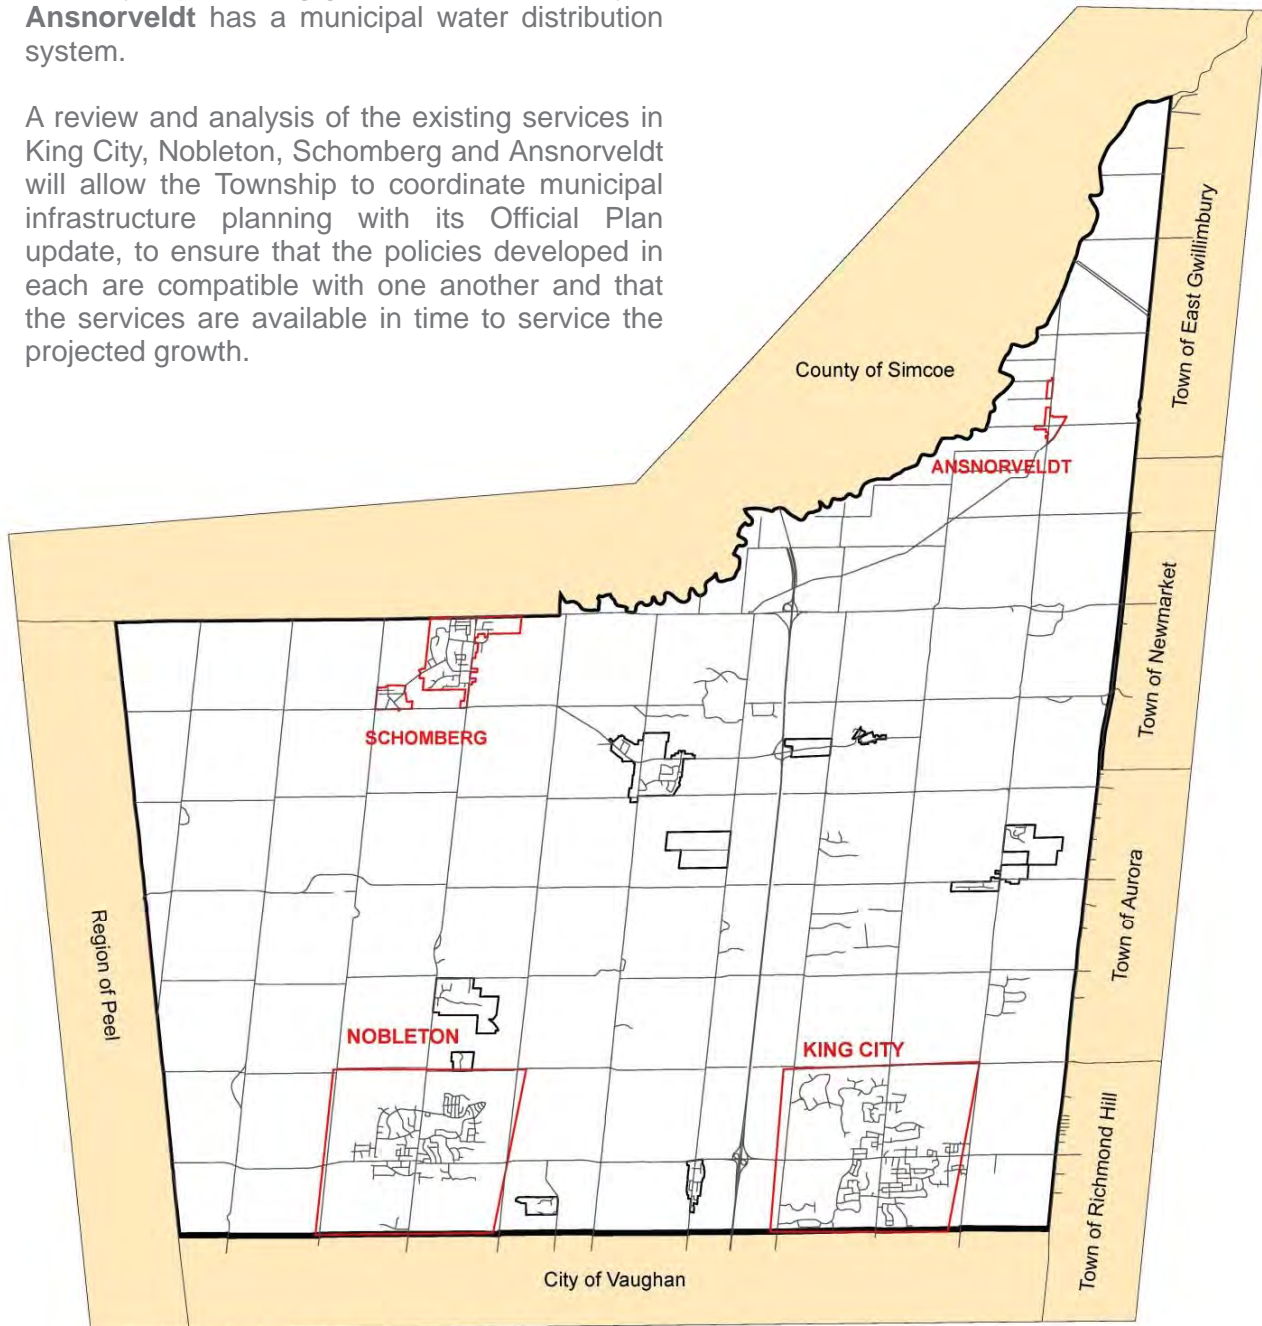 Ansnorveldt has a municipal water distribution
system.
A review and analysis of the existing services in
King City, Nobleton, Schomberg and Ansnorveldt
will allow the Township to coordinate municipal
infrastructure planning with its Official Plan
update, to ensure that the policies developed in
each are compatible with one another and that
the services are available in time to service the
projected growth.
County of Simcoe
Town of East Gwillimbury
ANSNORVELDT
Town of Newmarket
SCHOMBERG
Town of Aurora
Region of Peel
NOBLETON
KING CITY
Town of Richmond Hill
City of Vaughan